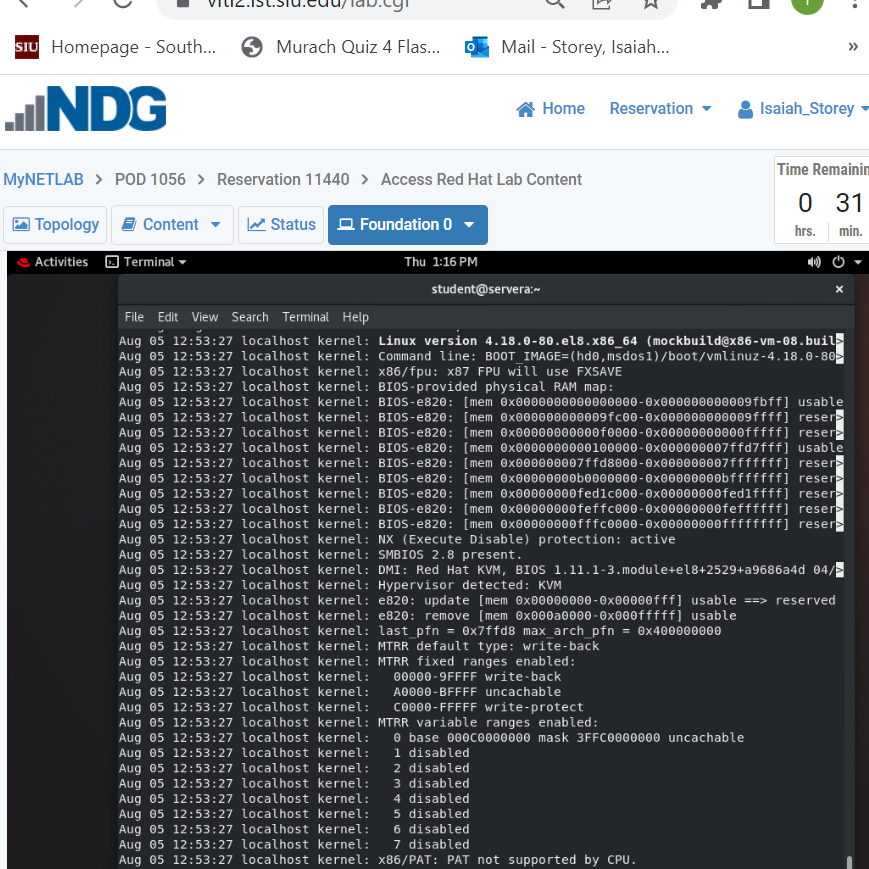 viti2.ist.siu.edu/lab.cgi
SIU Homepage - South... Murach Quiz 4 Flas... Mail - Storey, Isaiah... »
NDG Home Reservation Isaiah_Storey
MyNETLAB > POD 1056 > Reservation 11440 > Access Red Hat Lab Content
Time Remainin
0 31
hrs. min.
Topology Content Status Foundation 0
Activities Terminal Thu 1:16 PM
student@servera:~ ×
File Edit View Search Terminal Help
Aug 05 12:53:27 localhost kernel: Linux version 4.18.0-80.el8.x86_64 (mockbuild@x86-vm-08.buil>
Aug 05 12:53:27 localhost kernel: Command line: BOOT_IMAGE=(hd0,msdos1)/boot/vmlinuz-4.18.0-80>
Aug 05 12:53:27 localhost kernel: x86/fpu: x87 FPU will use FXSAVE
Aug 05 12:53:27 localhost kernel: BIOS-provided physical RAM map:
Aug 05 12:53:27 localhost kernel: BIOS-e820: [mem 0x0000000000000000-0x000000000009fbff] usable
Aug 05 12:53:27 localhost kernel: BIOS-e820: [mem 0x000000000009fc00-0x000000000009ffff] reser>
Aug 05 12:53:27 localhost kernel: BIOS-e820: [mem 0x00000000000f0000-0x00000000000fffff] reser>
Aug 05 12:53:27 localhost kernel: BIOS-e820: [mem 0x0000000000100000-0x000000007ffd7fff] usable
Aug 05 12:53:27 localhost kernel: BIOS-e820: [mem 0x000000007ffd8000-0x000000007fffffff] reser>
Aug 05 12:53:27 localhost kernel: BIOS-e820: [mem 0x00000000b0000000-0x00000000bfffffff] reser>
Aug 05 12:53:27 localhost kernel: BIOS-e820: [mem 0x00000000fed1c000-0x00000000fed1ffff] reser>
Aug 05 12:53:27 localhost kernel: BIOS-e820: [mem 0x00000000feffc000-0x00000000feffffff] reser>
Aug 05 12:53:27 localhost kernel: BIOS-e820: [mem 0x00000000fffc0000-0x00000000ffffffff] reser>
Aug 05 12:53:27 localhost kernel: NX (Execute Disable) protection: active
Aug 05 12:53:27 localhost kernel: SMBIOS 2.8 present.
Aug 05 12:53:27 localhost kernel: DMI: Red Hat KVM, BIOS 1.11.1-3.module+el8+2529+a9686a4d 04/>
Aug 05 12:53:27 localhost kernel: Hypervisor detected: KVM
Aug 05 12:53:27 localhost kernel: e820: update [mem 0x00000000-0x00000fff] usable ==> reserved
Aug 05 12:53:27 localhost kernel: e820: remove [mem 0x000a0000-0x000fffff] usable
Aug 05 12:53:27 localhost kernel: last_pfn = 0x7ffd8 max_arch_pfn = 0x400000000
Aug 05 12:53:27 localhost kernel: MTRR default type: write-back
Aug 05 12:53:27 localhost kernel: MTRR fixed ranges enabled:
Aug 05 12:53:27 localhost kernel:   00000-9FFFF write-back
Aug 05 12:53:27 localhost kernel:   A0000-BFFFF uncachable
Aug 05 12:53:27 localhost kernel:   C0000-FFFFF write-protect
Aug 05 12:53:27 localhost kernel: MTRR variable ranges enabled:
Aug 05 12:53:27 localhost kernel:   0 base 000C0000000 mask 3FFC0000000 uncachable
Aug 05 12:53:27 localhost kernel:   1 disabled
Aug 05 12:53:27 localhost kernel:   2 disabled
Aug 05 12:53:27 localhost kernel:   3 disabled
Aug 05 12:53:27 localhost kernel:   4 disabled
Aug 05 12:53:27 localhost kernel:   5 disabled
Aug 05 12:53:27 localhost kernel:   6 disabled
Aug 05 12:53:27 localhost kernel:   7 disabled
Aug 05 12:53:27 localhost kernel: x86/PAT: PAT not supported by CPU.